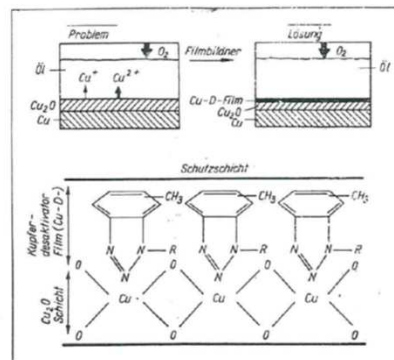 Problem
Filmbildner
Lösung
O₂
O₂
Öl
Cu⁺
Cu²⁺
Öl
Cu-D-Film
Cu₂O
Cu
Cu₂O
Cu
Schutzschicht
Kupfer-
desaktivator
Film (Cu-D-)
CH₃
CH₃
CH₃
N
N-R
N
N
N-R
N
N
N-R
N
O
O
O
O
Cu₂O
Schicht
Cu
Cu
Cu
O
O
O
O